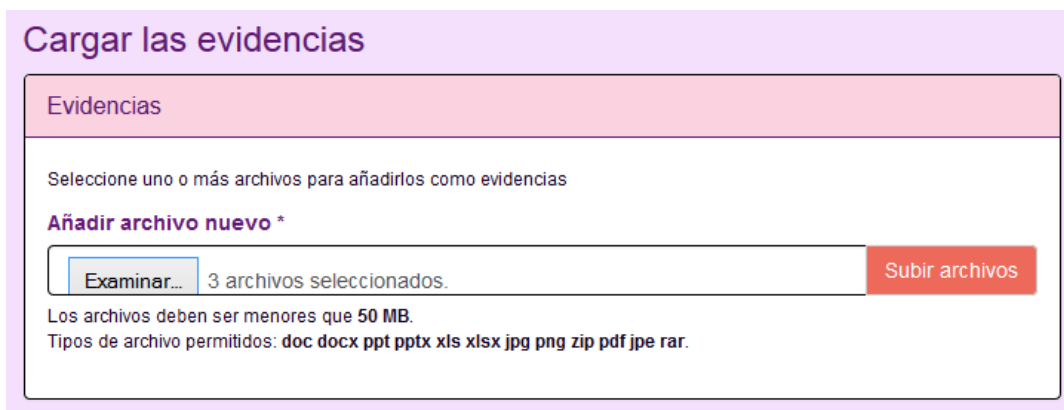 Cargar las evidencias
Evidencias
Seleccione uno o más archivos para añadirlos como evidencias
Añadir archivo nuevo *
Examinar... 3 archivos seleccionados. Subir archivos
Los archivos deben ser menores que 50 MB.
Tipos de archivo permitidos: doc docx ppt pptx xls xlsx jpg png zip pdf jpe rar.